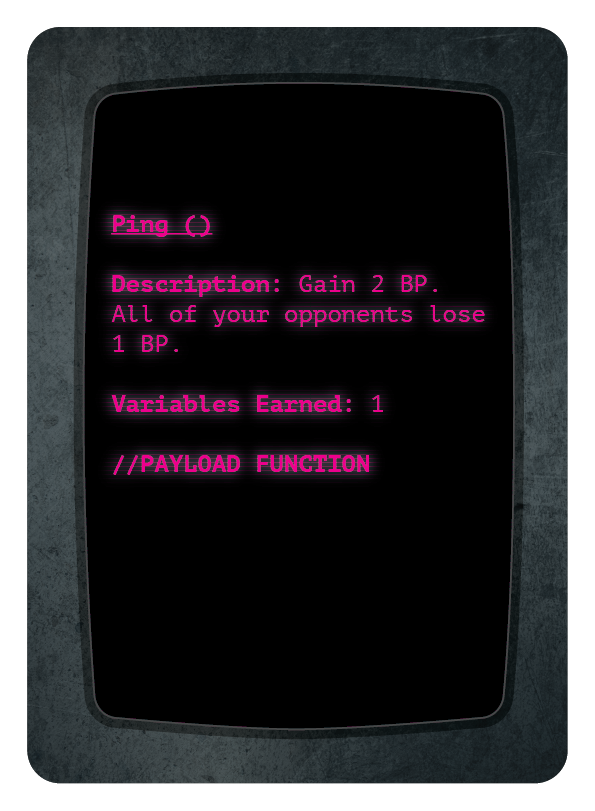 Ping ()
Description: Gain 2 BP.
All of your opponents lose
1 BP.
Variables Earned: 1
//PAYLOAD FUNCTION